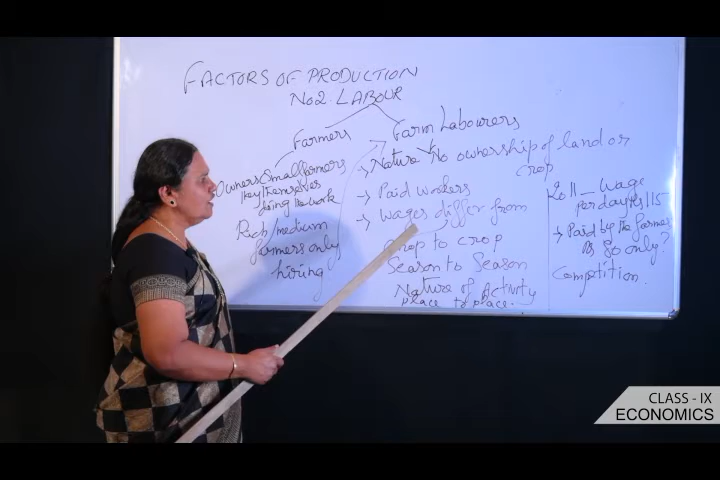 FACTORS OF PRODUCTION
No2. LABOUR
Farmers
Owners Small farmers
they themselves
doing the work
Rich/medium
farmers only
hiring
Farm Labourers
→ Nature → No ownership of land or
crop
→ Paid workers
→ Wages differ from
Crop to crop
Season to Season
Nature of Activity
place to place.
2011 _ Wage
per day Rs 115
→ Paid by the farmer
Rs 80 only?
Competition.
CLASS - IX
ECONOMICS